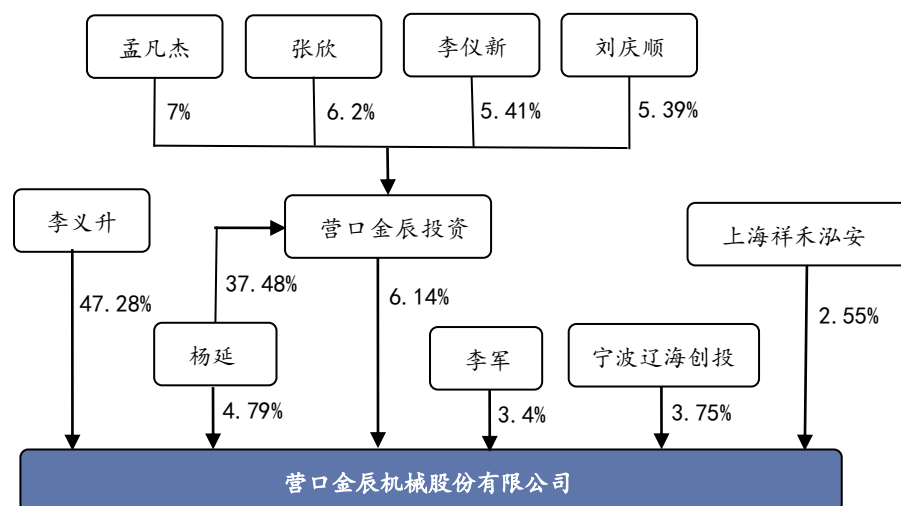 孟凡杰
张欣
李仪新
刘庆顺
7%
6.2%
5.41%
5.39%
李义升
营口金辰投资
上海祥禾泓安
37.48%
47.28%
6.14%
2.55%
杨延
李军
宁波辽海创投
4.79%
3.4%
3.75%
营口金辰机械股份有限公司